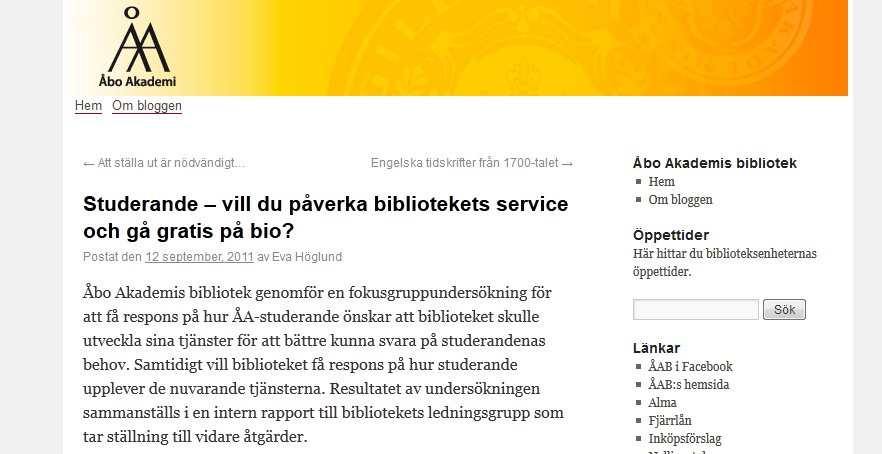 Åbo Akademi
Hem Om bloggen
← Att ställa ut är nödvändigt…
Engelska tidskrifter från 1700-talet →
Studerande – vill du påverka bibliotekets service
och gå gratis på bio?
Postat den 12 september, 2011 av Eva Höglund
Åbo Akademis bibliotek genomför en fokusgruppundersökning för
att få respons på hur ÅA-studerande önskar att biblioteket skulle
utveckla sina tjänster för att bättre kunna svara på studerandenas
behov. Samtidigt vill biblioteket få respons på hur studerande
upplever de nuvarande tjänsterna. Resultatet av undersökningen
sammanställs i en intern rapport till bibliotekets ledningsgrupp som
tar ställning till vidare åtgärder.
Åbo Akademis bibliotek
Hem
Om bloggen
Öppettider
Här hittar du biblioteksenheternas
öppettider.
Sök
Länkar
ÅAB i Facebook
ÅAB:s hemsida
Alma
Fjärrlån
Inköpsförslag